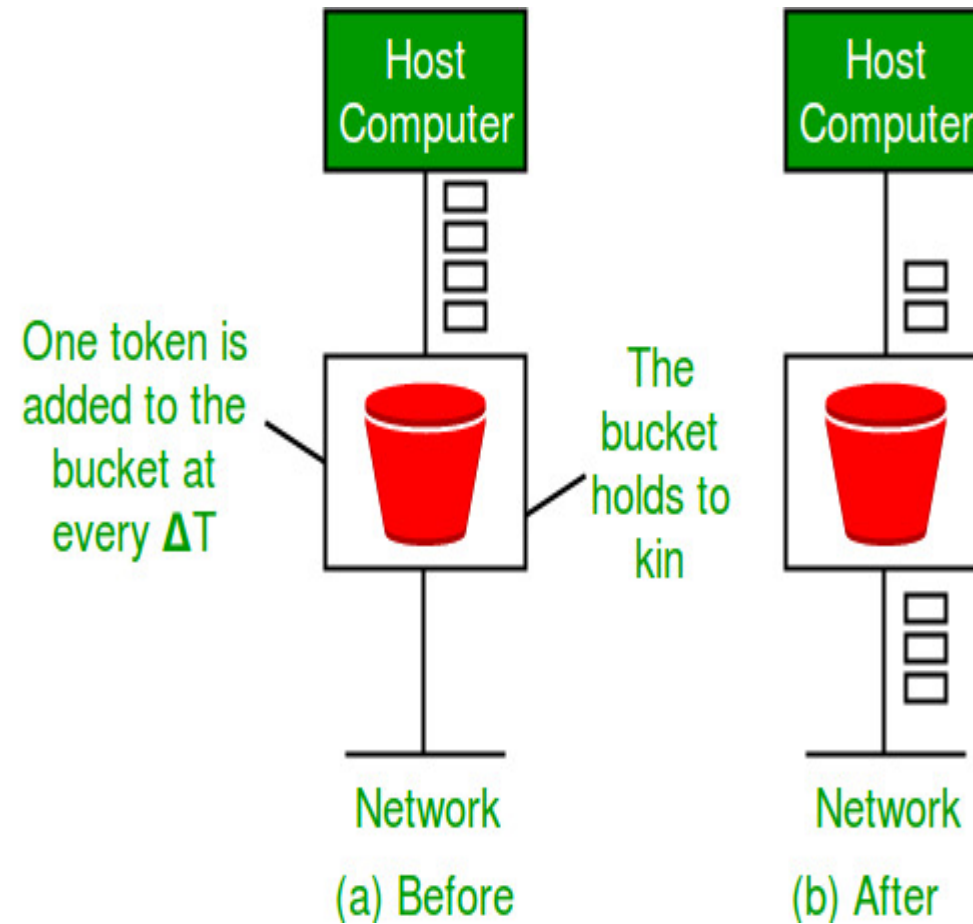 Host
Computer
Host
Computer
One token is
added to the
bucket at
every ΔT
The
bucket
holds to
kin
Network
Network
(a) Before
(b) After